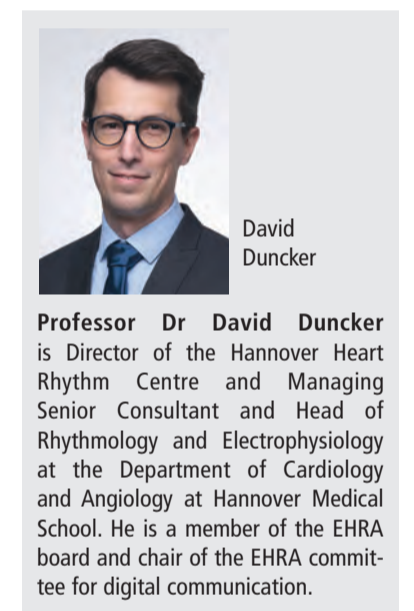 David
Duncker
Professor Dr David Duncker
is Director of the Hannover Heart
Rhythm Centre and Managing
Senior Consultant and Head of
Rhythmology and Electrophysiology
at the Department of Cardiology
and Angiology at Hannover Medical
School. He is a member of the EHRA
board and chair of the EHRA commit-
tee for digital communication.